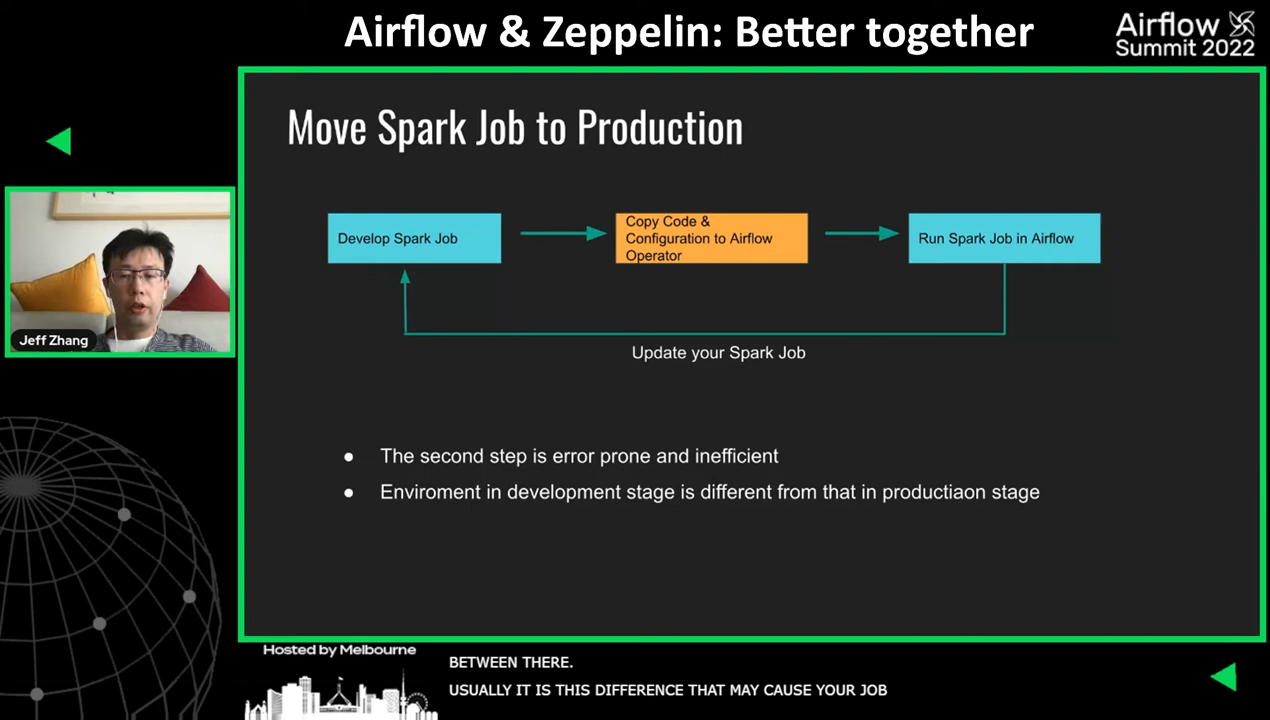 Airflow & Zeppelin: Better together
Airflow
Summit 2022
Move Spark Job to Production
Develop Spark Job
Copy Code &
Configuration to Airflow
Operator
Run Spark Job in Airflow
Update your Spark Job
Jeff Zhang
● The second step is error prone and inefficient
● Enviroment in development stage is different from that in productiaon stage
Hosted by Melbourne
BETWEEN THERE.
USUALLY IT IS THIS DIFFERENCE THAT MAY CAUSE YOUR JOB